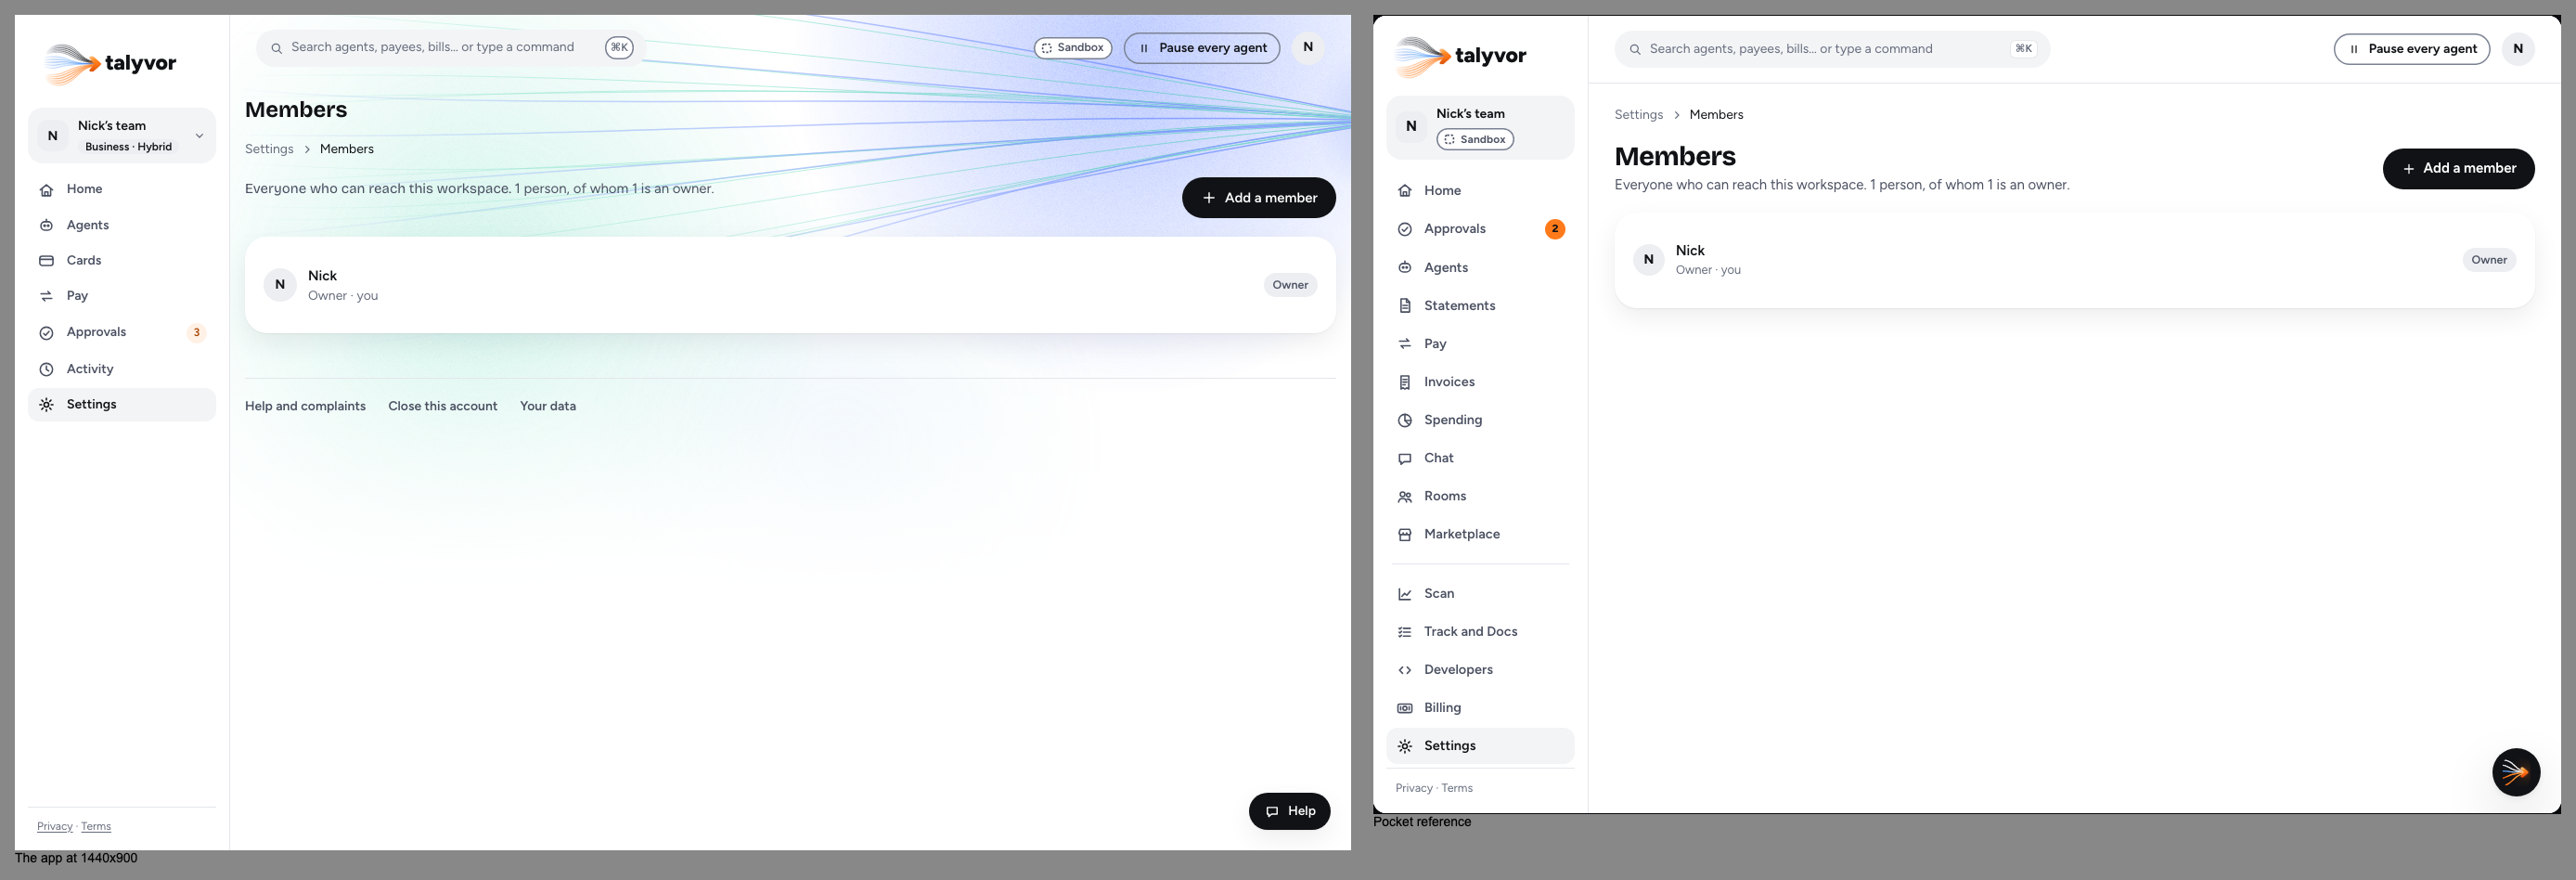 talyvor
Search agents, payees, bills... or type a command
⌘K
Sandbox
Pause every agent
N
N
Nick's team
Business · Hybrid
Home
Agents
Cards
Pay
Approvals
3
Activity
Settings
Privacy · Terms
Members
Settings > Members
Everyone who can reach this workspace. 1 person, of whom 1 is an owner.
Add a member
N
Nick
Owner · you
Owner
Help and complaints
Close this account
Your data
Help
The app at 1440x900
talyvor
Search agents, payees, bills... or type a command
⌘K
Pause every agent
N
N
Nick's team
Sandbox
Home
Approvals
2
Agents
Statements
Pay
Invoices
Spending
Chat
Rooms
Marketplace
Scan
Track and Docs
Developers
Billing
Settings
Privacy · Terms
Settings > Members
Members
Everyone who can reach this workspace. 1 person, of whom 1 is an owner.
Add a member
N
Nick
Owner · you
Owner
Pocket reference